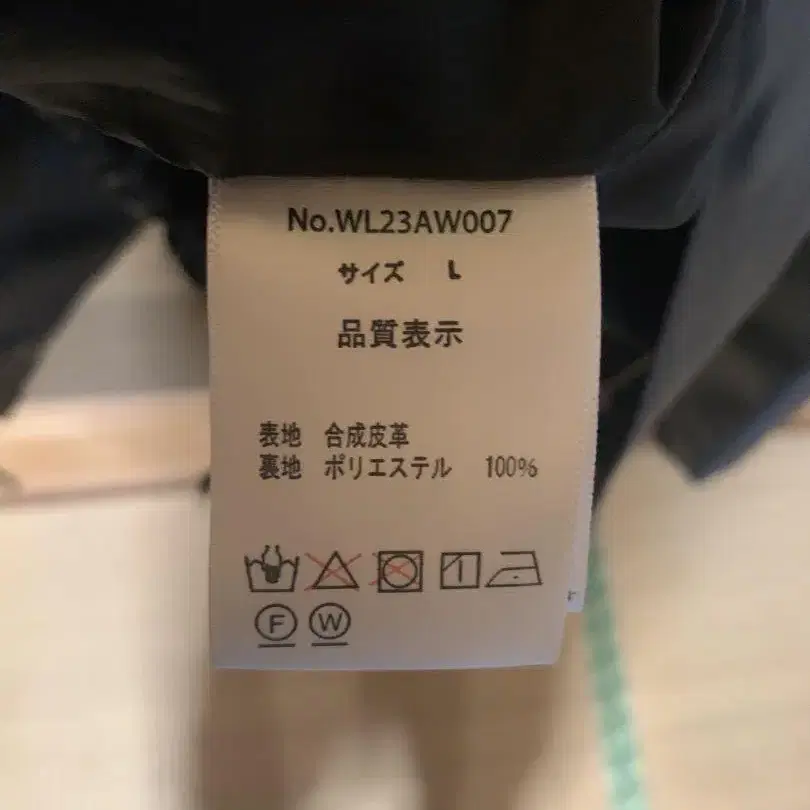 No.WL23AW007
サイズ L
品質表示
表地 合成皮革
裏地 ポリエステル 100%
F W